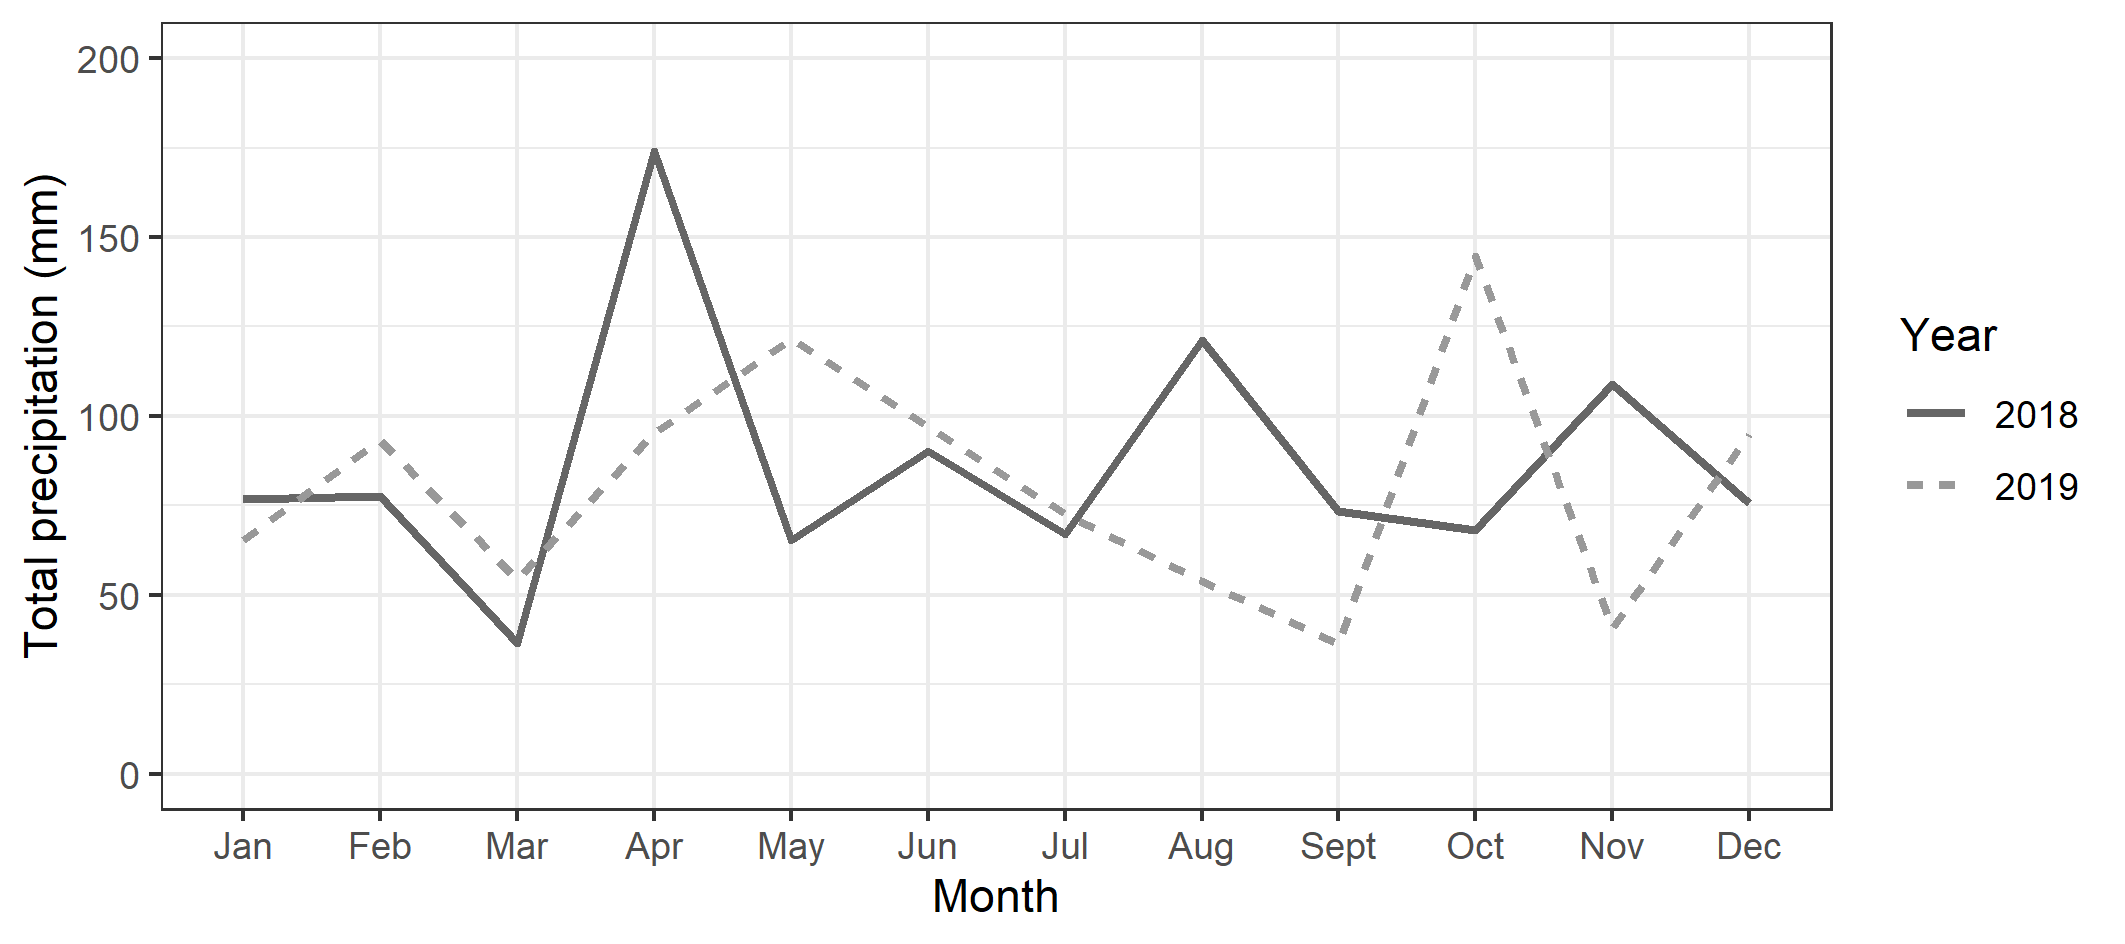 200
150
100
50
0
Total precipitation (mm)
Jan Feb Mar Apr May Jun Jul Aug Sept Oct Nov Dec
Month
Year
2018
2019